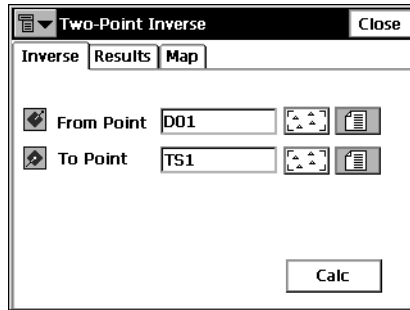 Two-Point Inverse Close
Inverse Results Map
From Point D01
To Point TS1
Calc